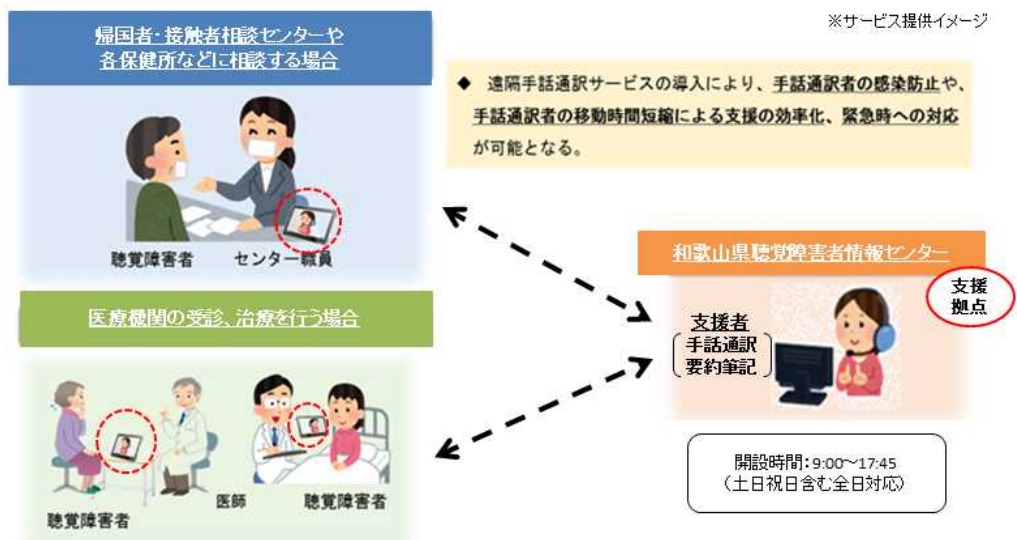 ※サービス提供イメージ
帰国者・接触者相談センターや
各保健所などに相談する場合
◆ 遠隔手話通訳サービスの導入により、手話通訳者の感染防止や、
手話通訳者の移動時間短縮による支援の効率化、緊急時への対応
が可能となる。
聴覚障害者 センター職員
和歌山県聴覚障害者情報センター
支援
拠点
支援者
手話通訳
要約筆記
医療機関の受診、治療を行う場合
医師 聴覚障害者
聴覚障害者
開設時間：9:00～17:45
（土日祝日含む全日対応）